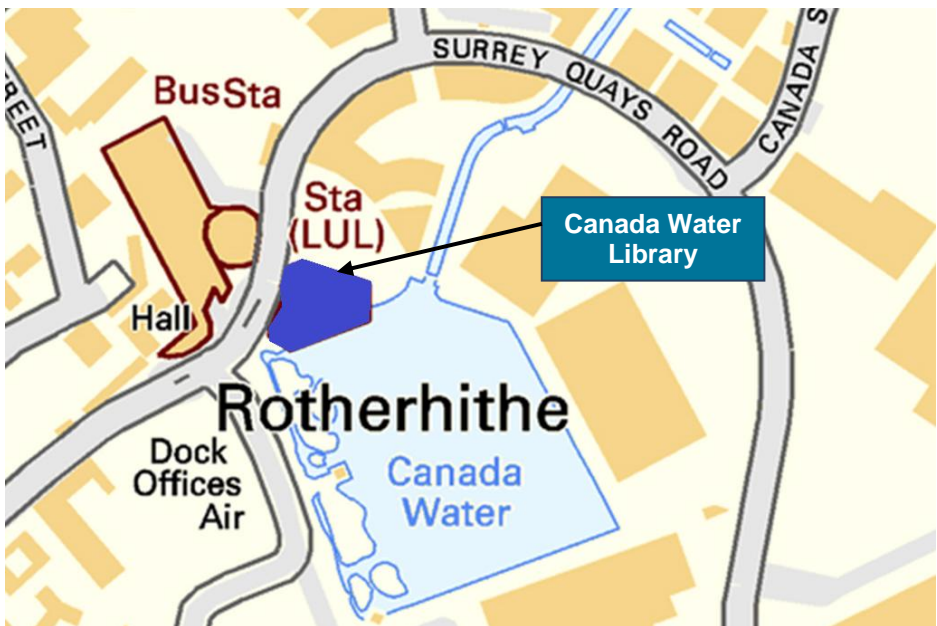 SURREY QUAYS ROAD
CANADA S
REET
BusSta
Sta
(LUL)
Canada Water
Library
Hall
Rotherhithe
Dock
Offices
Air
Canada
Water